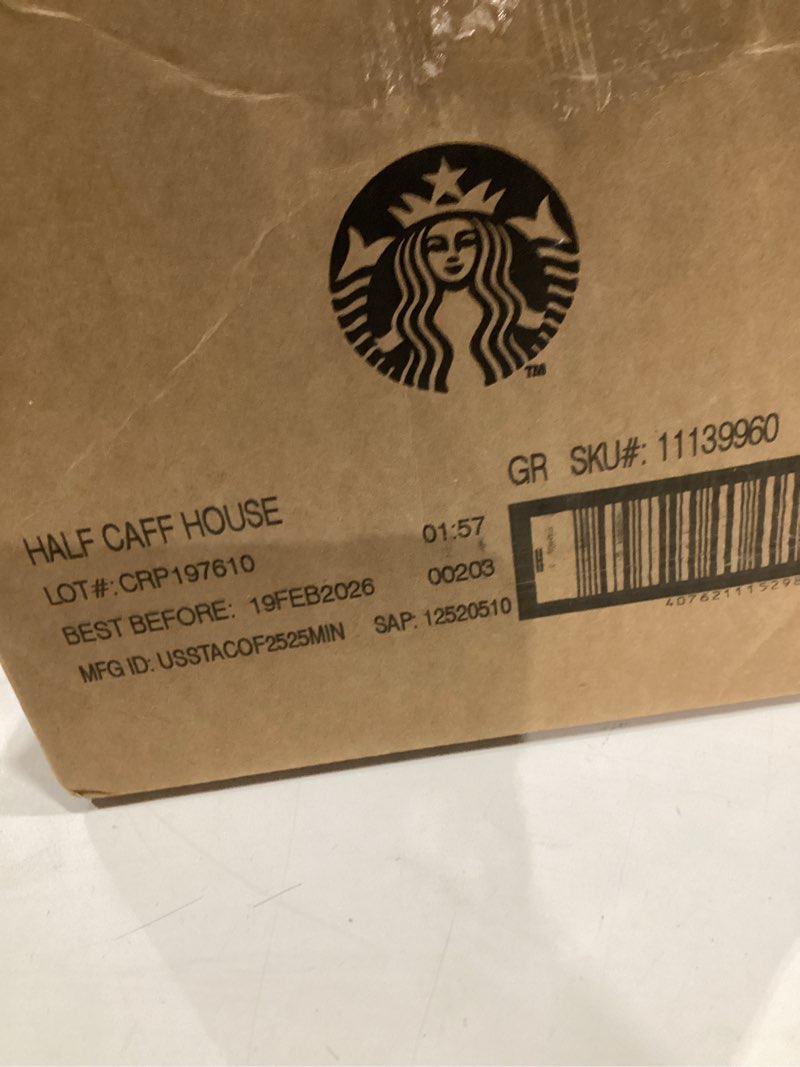 TM
GR SKU#: 11139960
HALF CAFF HOUSE 01:57
LOT#:CRP197610 00203
BEST BEFORE: 19FEB2026
MFG ID: USSTACOF2525MIN SAP: 12520510